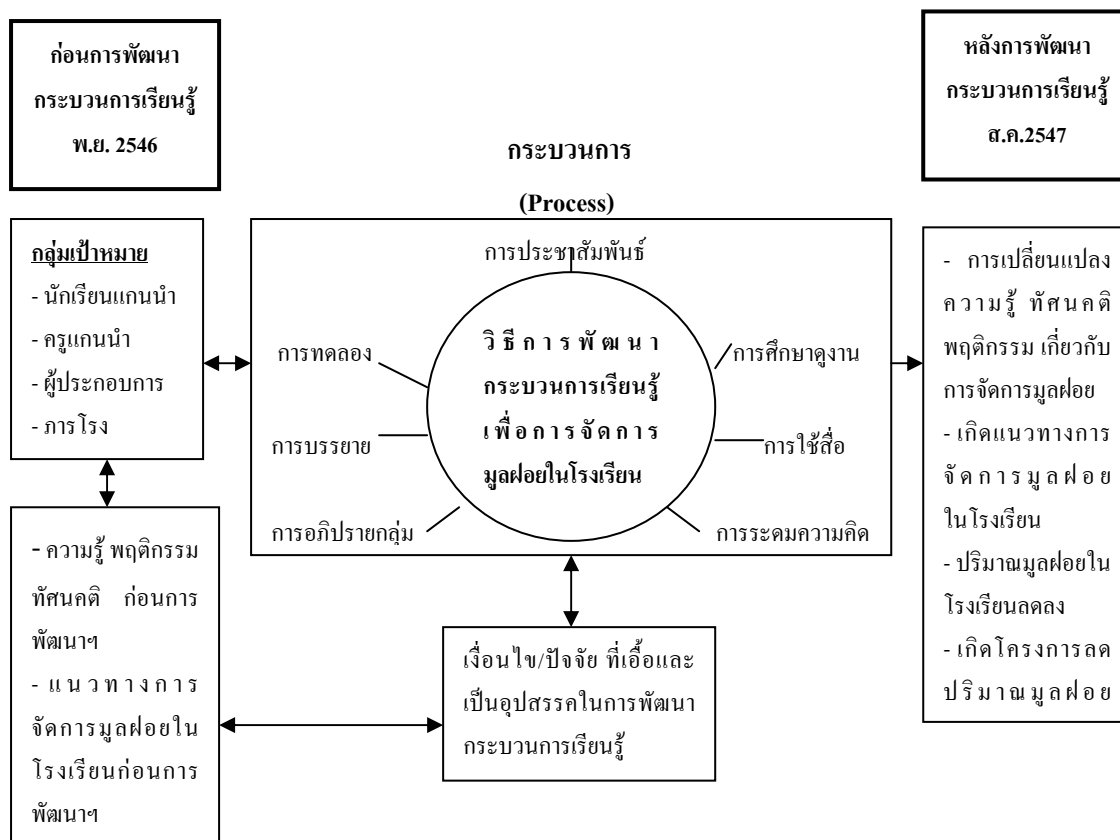 ก่อนการพัฒนา
กระบวนการเรียนรู้
พ.ย. 2546
หลังการพัฒนา
กระบวนการเรียนรู้
ส.ค.2547
กระบวนการ
(Process)
กลุ่มเป้าหมาย
- นักเรียนแกนนำ
- ครูแกนนำ
- ผู้ประกอบการ
- ภารโรง
การประชาสัมพันธ์
การทดลอง
การบรรยาย
การอภิปรายกลุ่ม
วิธีการพัฒนา
กระบวนการเรียนรู้
เพื่อการจัดการ
มูลฝอยในโรงเรียน
การศึกษาดูงาน
การใช้สื่อ
การระดมความคิด
- การเปลี่ยนแปลง
ความรู้ ทัศนคติ
พฤติกรรม เกี่ยวกับ
การจัดการมูลฝอย
- เกิดแนวทางการ
จัดการมูลฝอย
ในโรงเรียน
- ปริมาณมูลฝอยใน
โรงเรียนลดลง
- เกิดโครงการลด
ปริมาณมูลฝอย
- ความรู้ พฤติกรรม
ทัศนคติ ก่อนการ
พัฒนาฯ
- แนวทางการ
จัดการมูลฝอยใน
โรงเรียนก่อนการ
พัฒนาฯ
เงื่อนไข/ปัจจัย ที่เอื้อและ
เป็นอุปสรรคในการพัฒนา
กระบวนการเรียนรู้